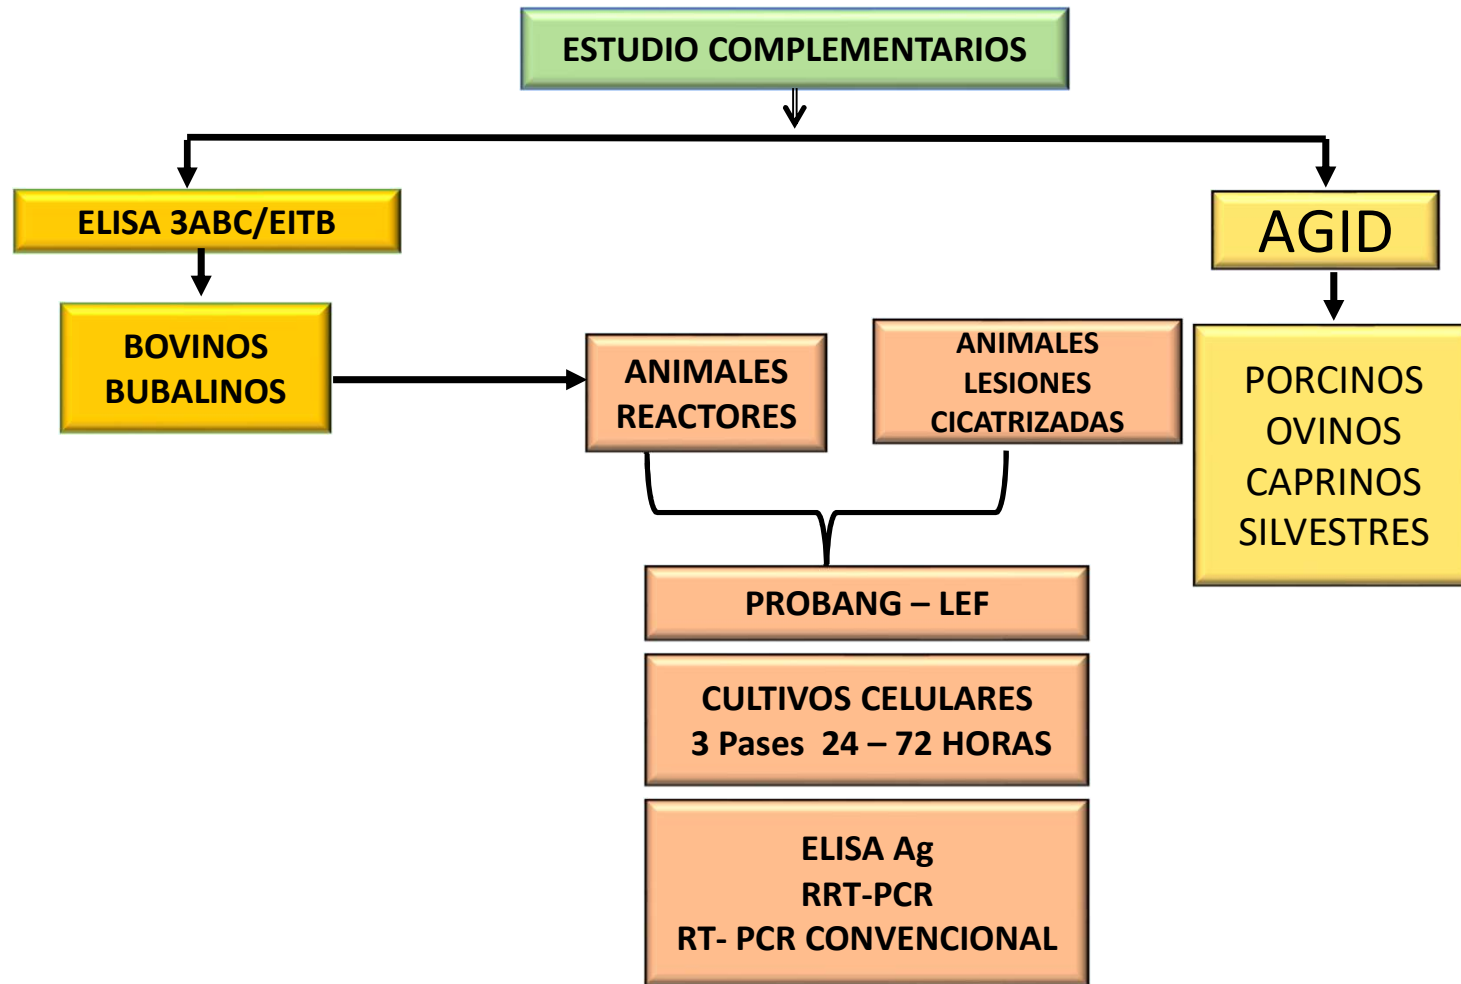 ESTUDIO COMPLEMENTARIOS
ELISA 3ABC/EITB
AGID
BOVINOS
BUBALINOS
ANIMALES
REACTORES
ANIMALES
LESIONES
CICATRIZADAS
PORCINOS
OVINOS
CAPRINOS
SILVESTRES
PROBANG – LEF
CULTIVOS CELULARES
3 Pases 24 – 72 HORAS
ELISA Ag
RRT-PCR
RT- PCR CONVENCIONAL